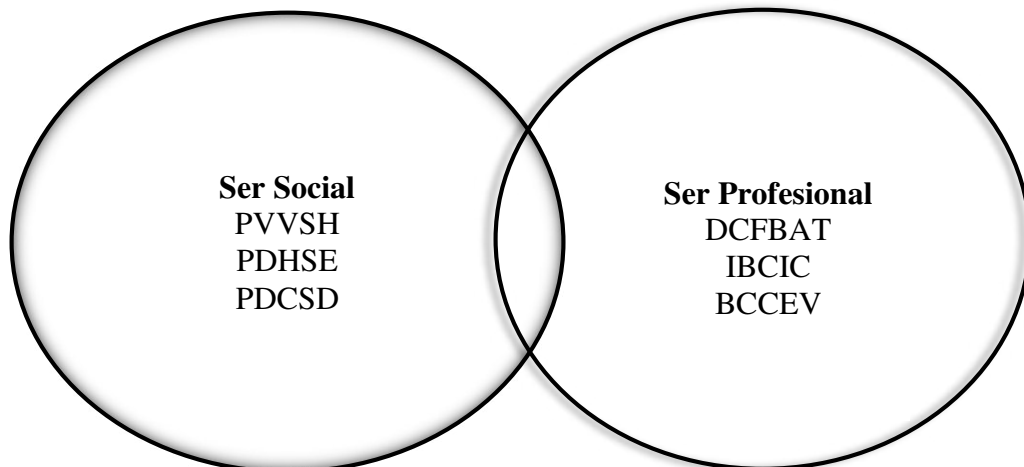 Ser Social
PVVSH
PDHSE
PDCSD
Ser Profesional
DCFBAT
IBCIC
BCCEV